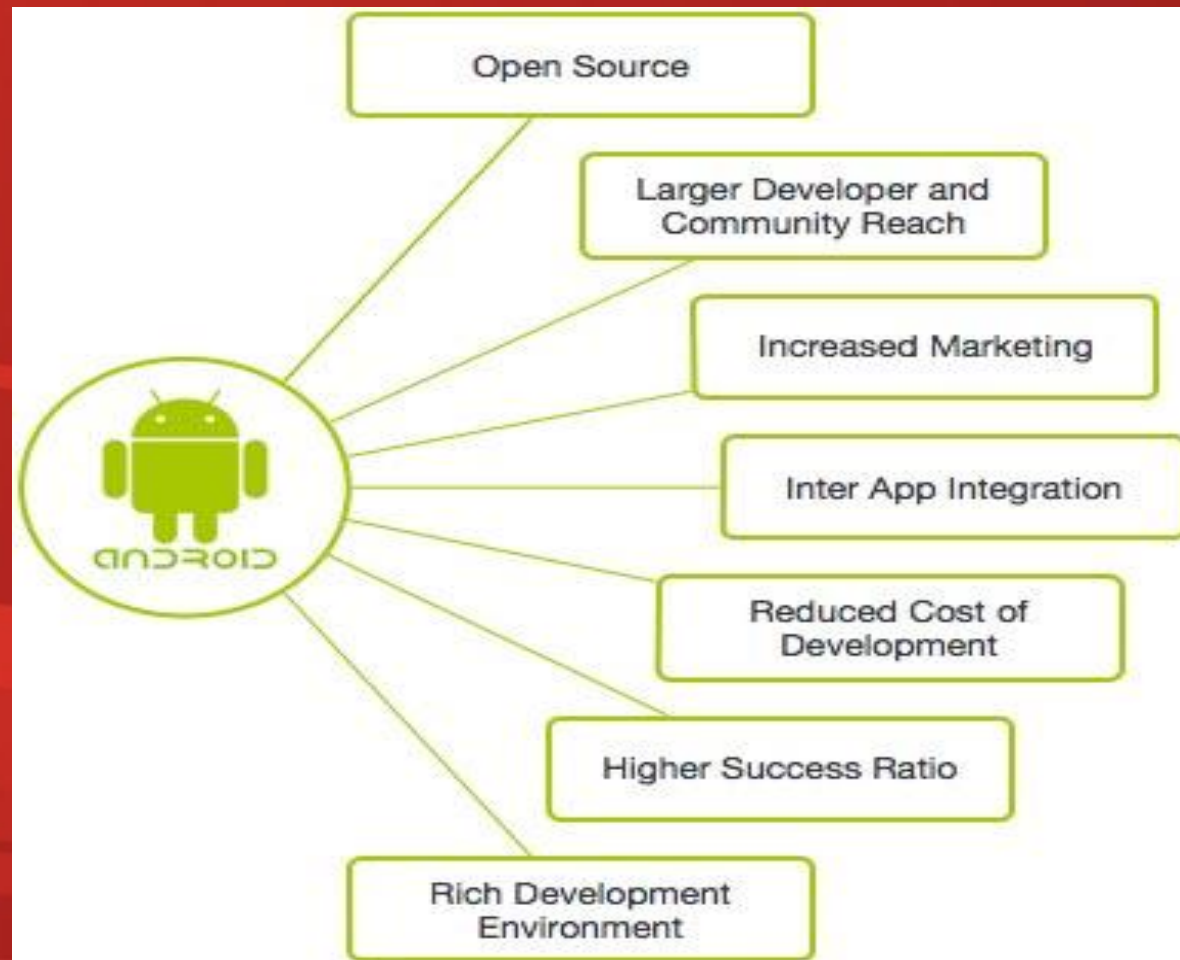 Open Source
Larger Developer and
Community Reach
Increased Marketing
Inter App Integration
Reduced Cost of
Development
Higher Success Ratio
Rich Development
Environment
ANDROID